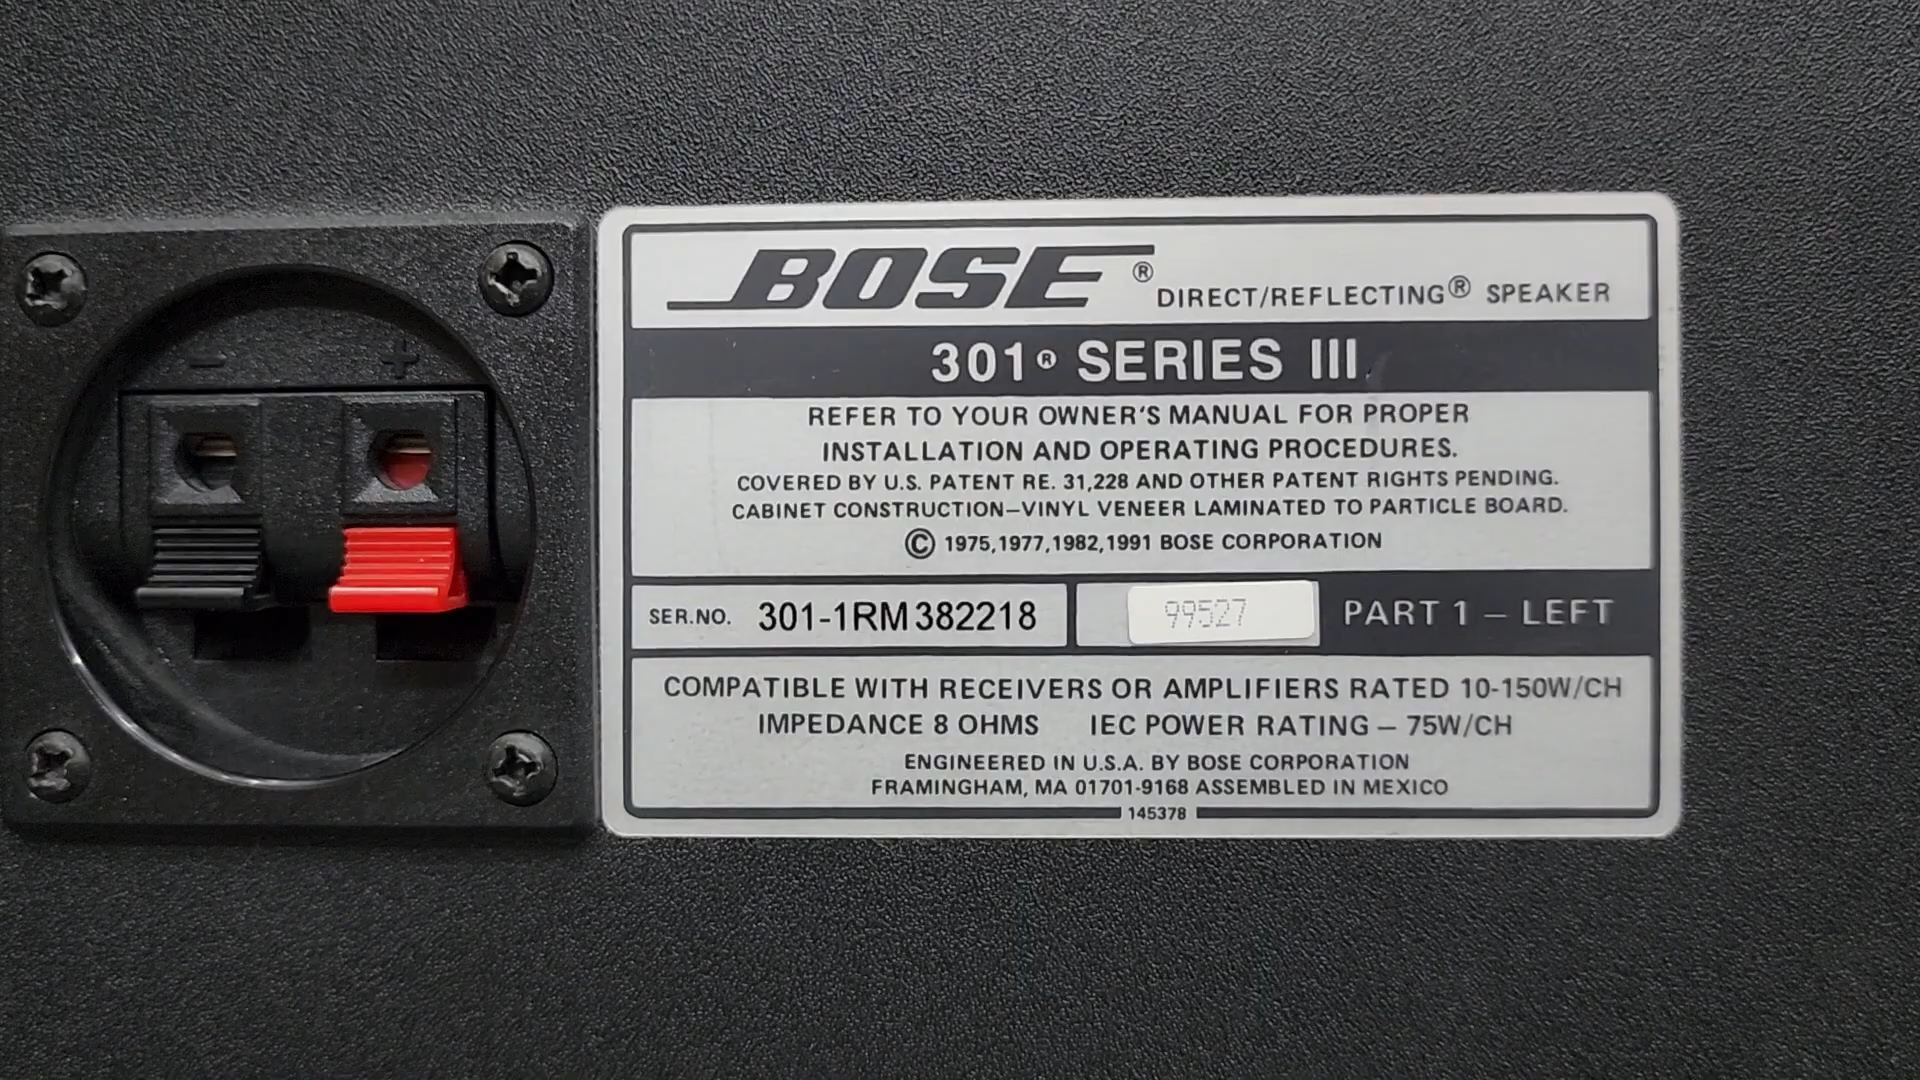 − +
BOSE® DIRECT/REFLECTING® SPEAKER
301® SERIES III
REFER TO YOUR OWNER'S MANUAL FOR PROPER
INSTALLATION AND OPERATING PROCEDURES.
COVERED BY U.S. PATENT RE. 31,228 AND OTHER PATENT RIGHTS PENDING.
CABINET CONSTRUCTION–VINYL VENEER LAMINATED TO PARTICLE BOARD.
© 1975,1977,1982,1991 BOSE CORPORATION
SER.NO. 301-1RM382218 99527 PART 1 – LEFT
COMPATIBLE WITH RECEIVERS OR AMPLIFIERS RATED 10-150W/CH
IMPEDANCE 8 OHMS IEC POWER RATING – 75W/CH
ENGINEERED IN U.S.A. BY BOSE CORPORATION
FRAMINGHAM, MA 01701-9168 ASSEMBLED IN MEXICO
145378